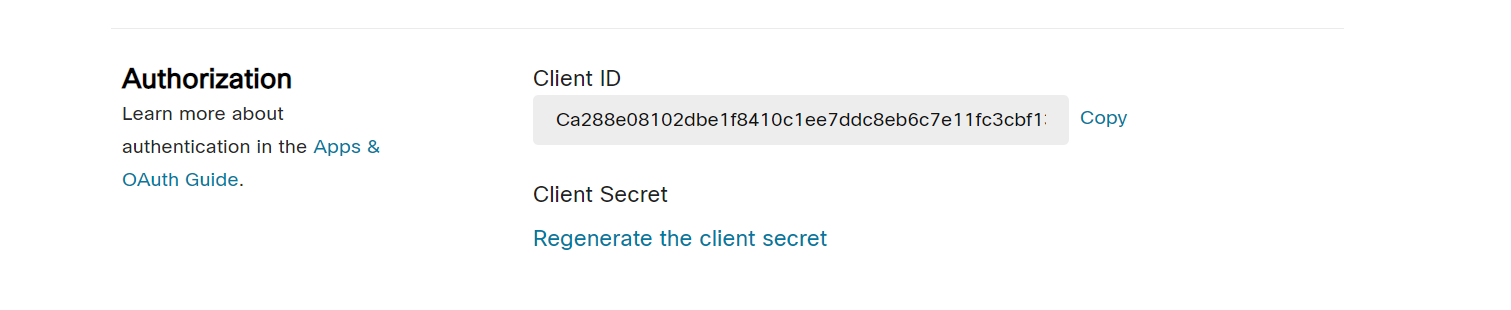 Authorization
Learn more about
authentication in the Apps &
OAuth Guide.
Client ID
Ca288e08102dbe1f8410c1ee7ddc8eb6c7e11fc3cbf1
Copy
Client Secret
Regenerate the client secret